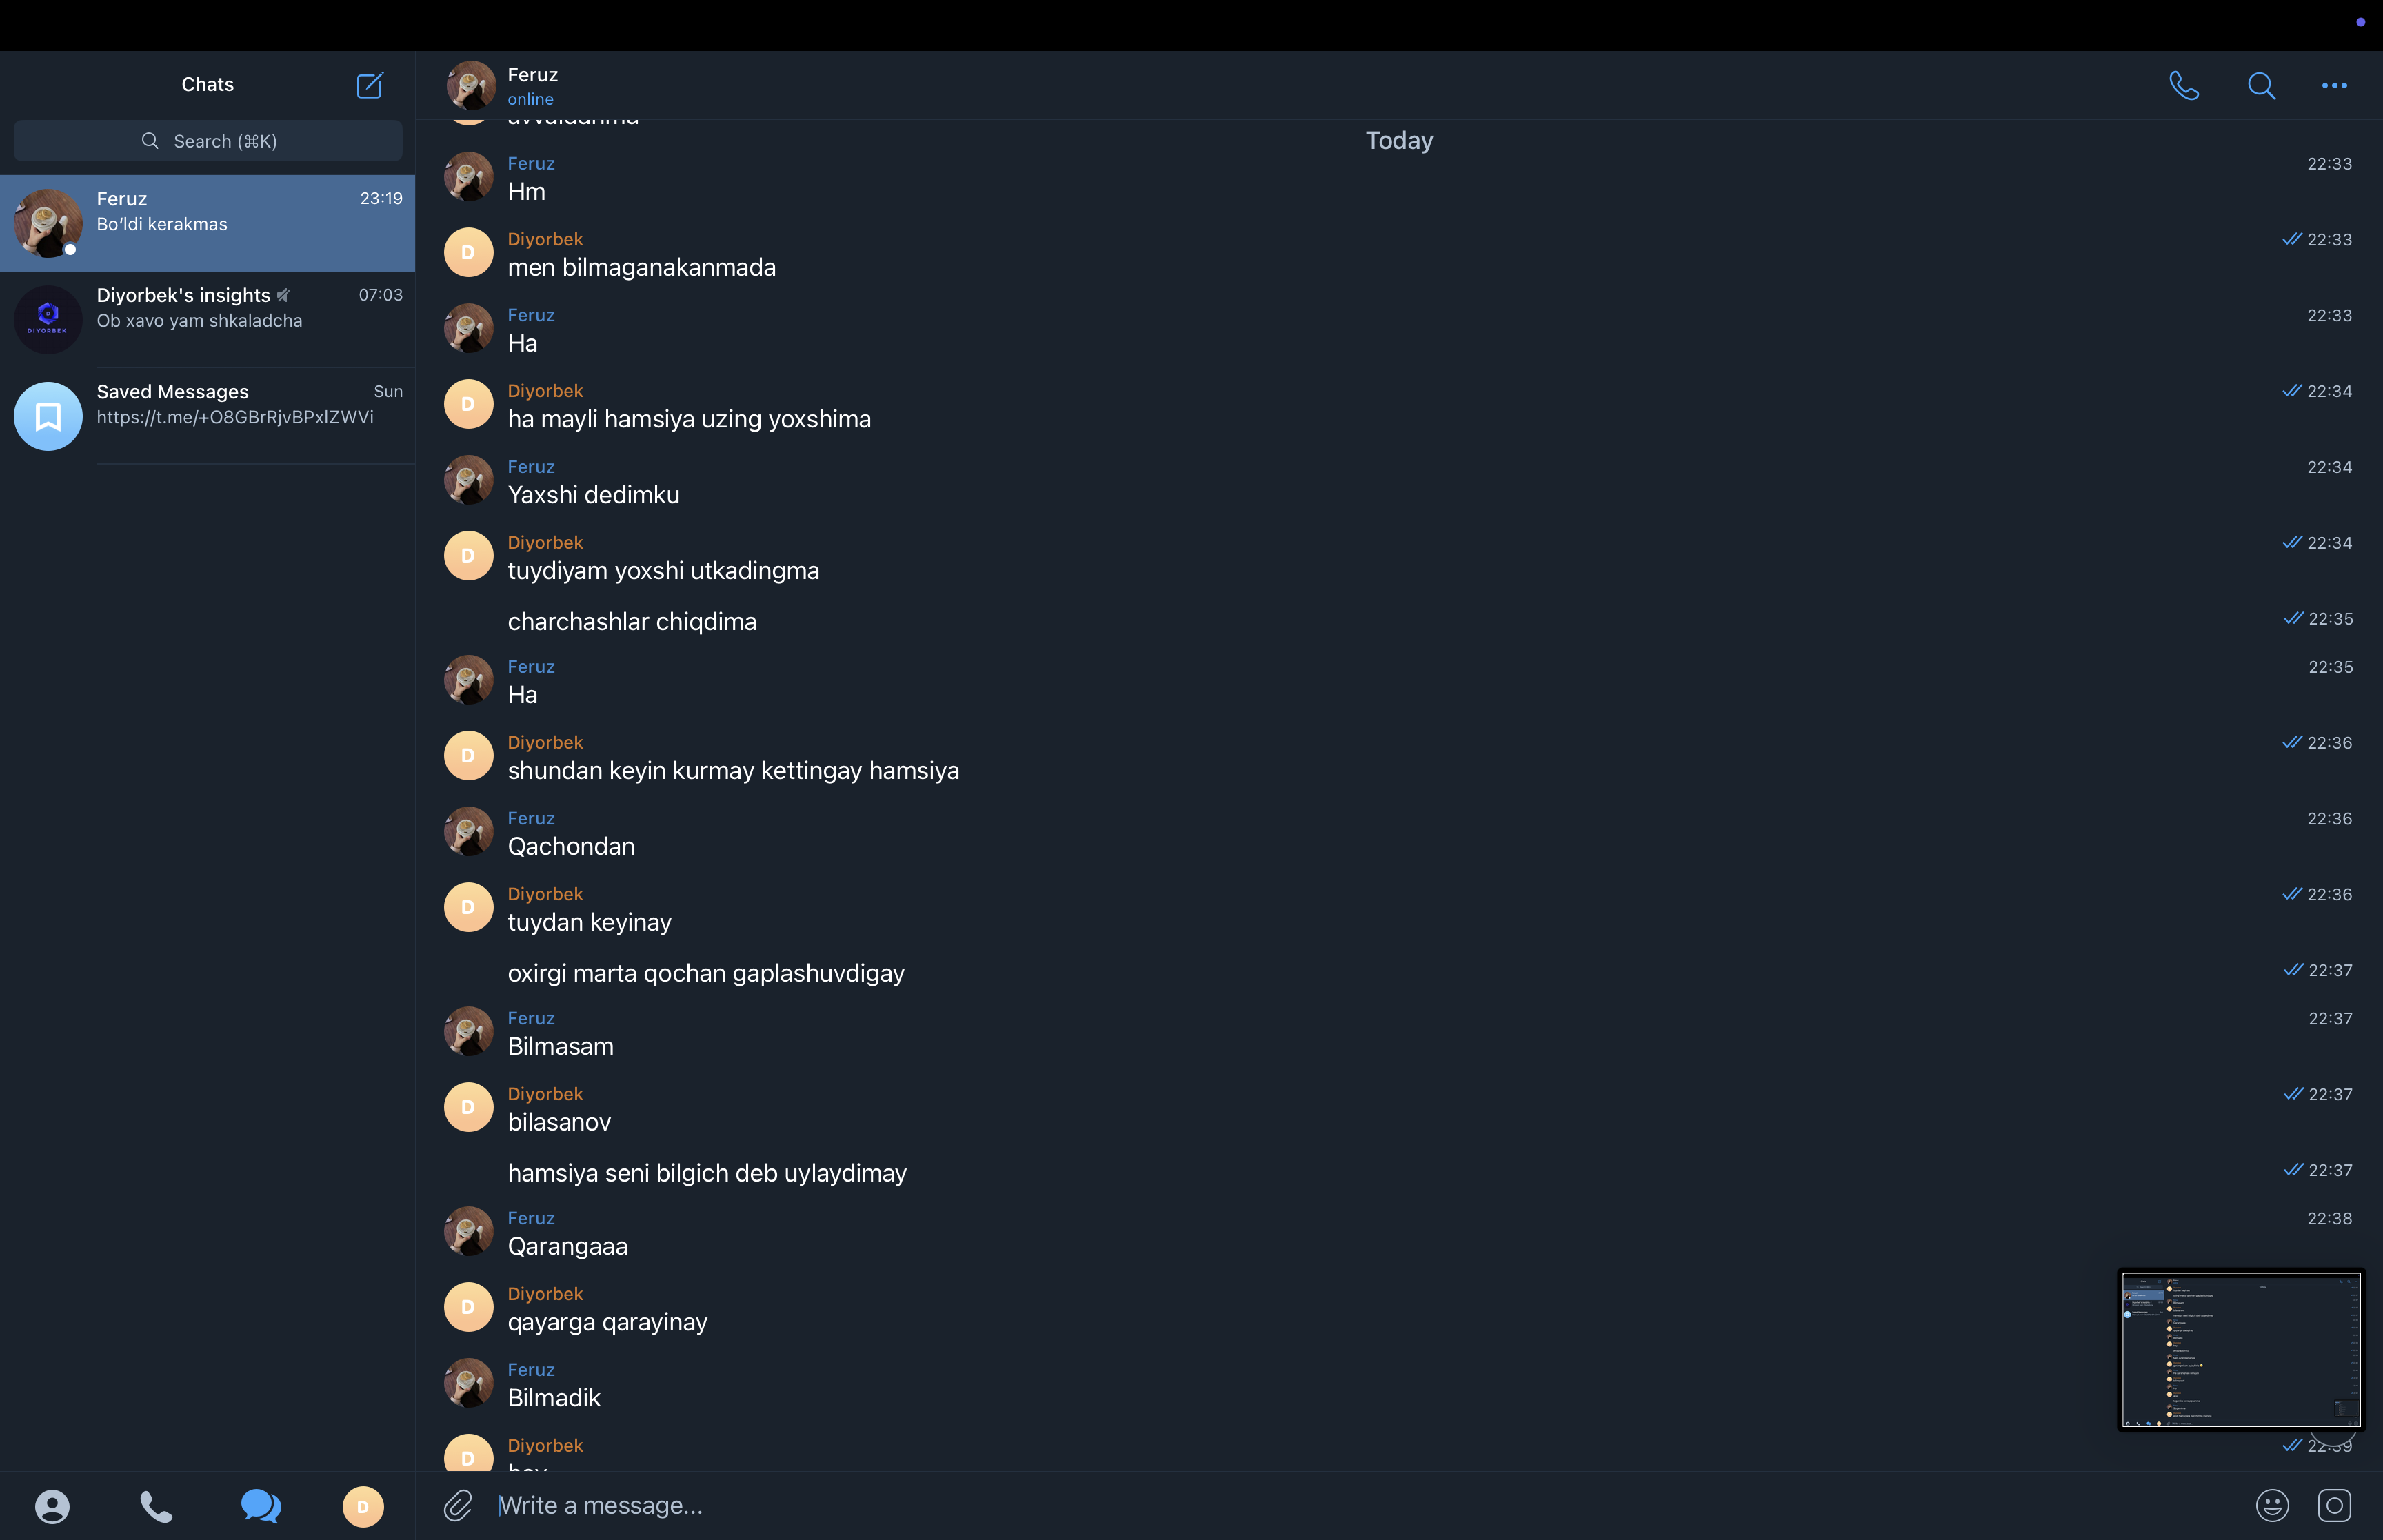 Chats
Search (⌘K)
Feruz 23:19
Boʻldi kerakmas
Diyorbek's insights 07:03
Ob xavo yam shkaladcha
DIYORBEK
Saved Messages Sun
https://t.me/+O8GBrRjvBPxlZWVi
D
Feruz
online
Today
Feruz 22:33
Hm
D
Diyorbek 22:33
men bilmaganakanmada
Feruz 22:33
Ha
D
Diyorbek 22:34
ha mayli hamsiya uzing yoxshima
Feruz 22:34
Yaxshi dedimku
D
Diyorbek 22:34
tuydiyam yoxshi utkadingma
charchashlar chiqdima 22:35
Feruz 22:35
Ha
D
Diyorbek 22:36
shundan keyin kurmay kettingay hamsiya
Feruz 22:36
Qachondan
D
Diyorbek 22:36
tuydan keyinay
oxirgi marta qochan gaplashuvdigay 22:37
Feruz 22:37
Bilmasam
D
Diyorbek 22:37
bilasanov
hamsiya seni bilgich deb uylaydimay 22:37
Feruz 22:38
Qarangaaa
D
Diyorbek
qayarga qarayinay
Feruz
Bilmadik
D
Diyorbek 22:39
Write a message...